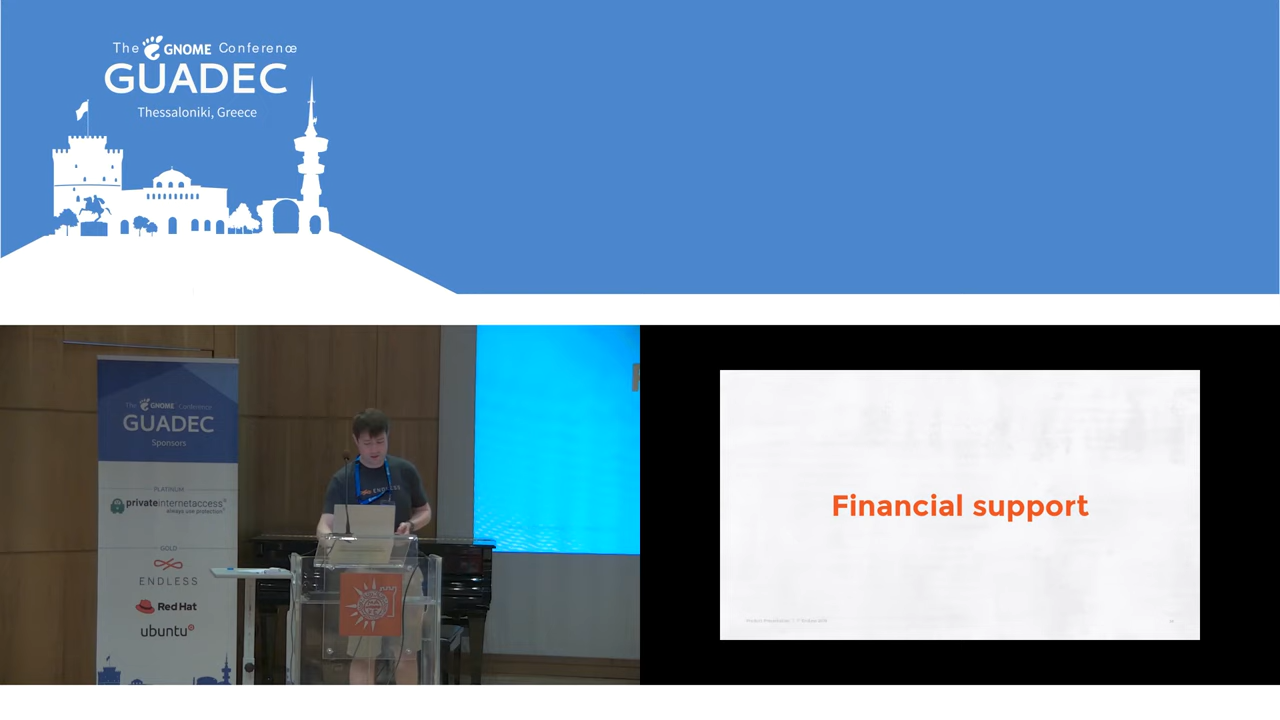 The GNOME Conference
GUADEC
Thessaloniki, Greece
The GNOME Conference
GUADEC
Sponsors
PLATINUM
privateinternetaccess®
always use protection®
GOLD
ENDLESS
Red Hat
ubuntu®
ENDLESS
Financial support